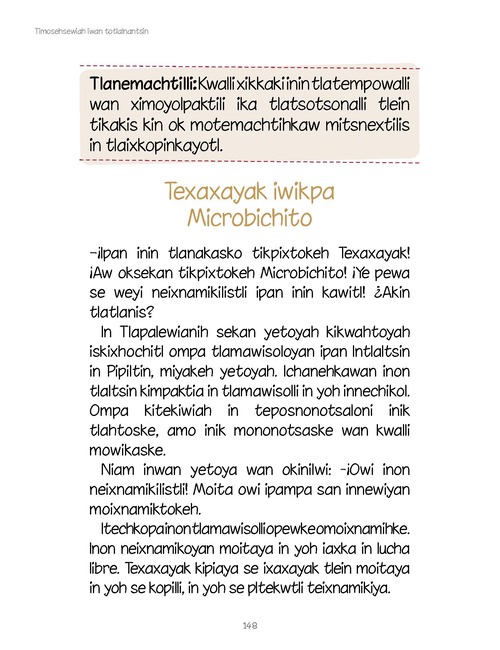 Timosehsewiah iwan totlalnantsin
Tlanemachtilli: Kwalli xikkaki inin tlatempowalli
wan ximoyolpaktili ika tlatsotsonalli tlein
tikakis kin ok motemachtihkaw mitsnextilis
in tlaixkopinkayotl.
Texaxayak iwikpa
Microbichito
–¡Ipan inin tlanakasko tikpixtokeh Texaxayak!
¡Aw oksekan tikpixtokeh Microbichito! ¡Ye pewa
se weyi neixnamikilistli ipan inin kawitl! ¿Akin
tlatlanis?
In Tlapalewianih sekan yetoyah kikwahtoyah
iskixhochitl ompa tlamawisoloyan ipan Intlaltsin
in Pipiltin, miyakeh yetoyah. Ichanehkawan inon
tlaltsin kimpaktia in tlamawisolli in yoh innechikol.
Ompa kitekiwiah in teposnonotsaloni inik
tlahtoske, amo inik mononotsaske wan kwalli
mowikaske.
Niam inwan yetoya wan okinilwi: –¡Owi inon
neixnamikilistli! Moita owi ipampa san innewiyan
moixnamiktokeh.
Itechkopa inon tlamawisolli opewke omoixnamihke.
Inon neixnamikoyan moitaya in yoh iaxka in lucha
libre. Texaxayak kipiaya se ixaxayak tlein moitaya
in yoh se kopilli, in yoh se pltekwtli teixnamikiya.
148